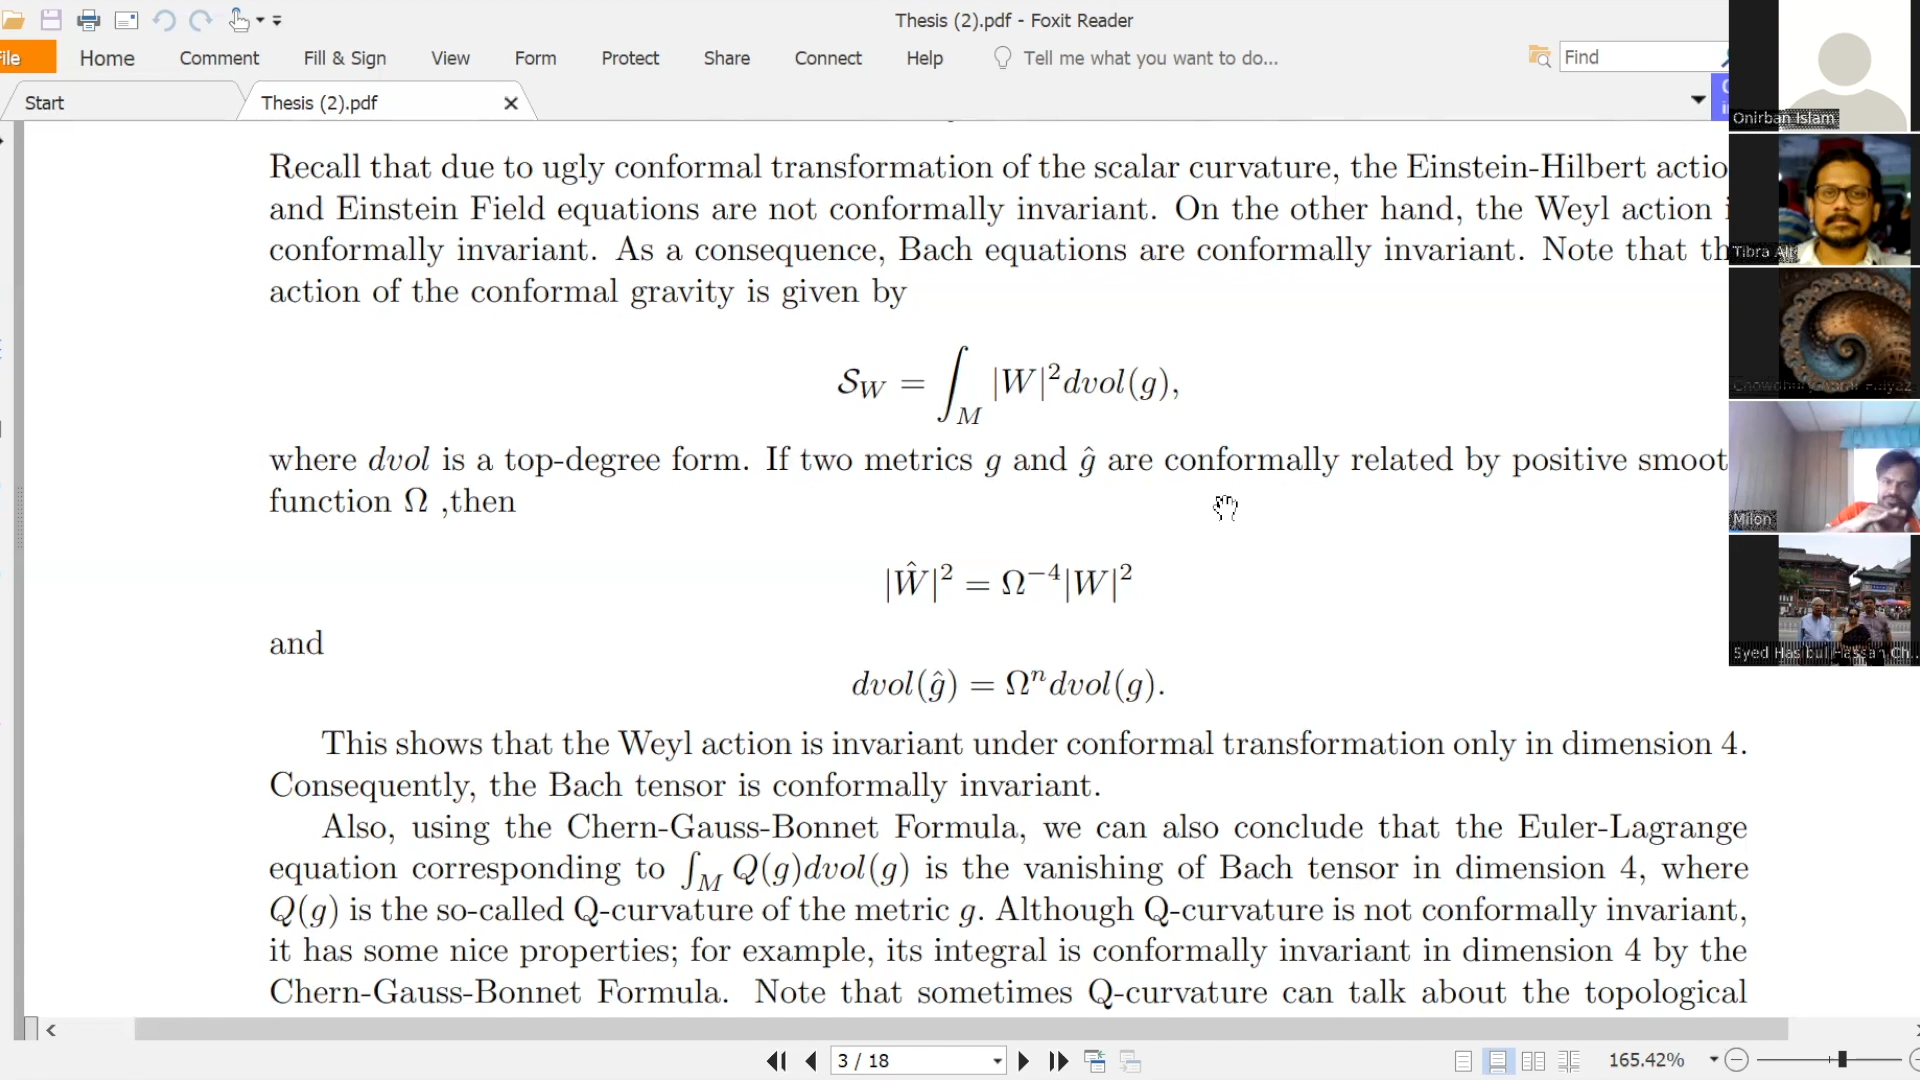 Thesis (2).pdf - Foxit Reader
File Home Comment Fill & Sign View Form Protect Share Connect Help Tell me what you want to do... Find
Start Thesis (2).pdf
Recall that due to ugly conformal transformation of the scalar curvature, the Einstein-Hilbert actio
and Einstein Field equations are not conformally invariant. On the other hand, the Weyl action i
conformally invariant. As a consequence, Bach equations are conformally invariant. Note that th
action of the conformal gravity is given by
𝒮_W = ∫_M |W|²dvol(g),
where dvol is a top-degree form. If two metrics g and ĝ are conformally related by positive smoot
function Ω ,then
|Ŵ|² = Ω⁻⁴|W|²
and
dvol(ĝ) = Ωⁿdvol(g).
This shows that the Weyl action is invariant under conformal transformation only in dimension 4.
Consequently, the Bach tensor is conformally invariant.
Also, using the Chern-Gauss-Bonnet Formula, we can also conclude that the Euler-Lagrange
equation corresponding to ∫_M Q(g)dvol(g) is the vanishing of Bach tensor in dimension 4, where
Q(g) is the so-called Q-curvature of the metric g. Although Q-curvature is not conformally invariant,
it has some nice properties; for example, its integral is conformally invariant in dimension 4 by the
Chern-Gauss-Bonnet Formula. Note that sometimes Q-curvature can talk about the topological
Onirban Islam
Tibra Ali
Milon
Syed Hasibul Hassan Ch...
3 / 18
165.42%